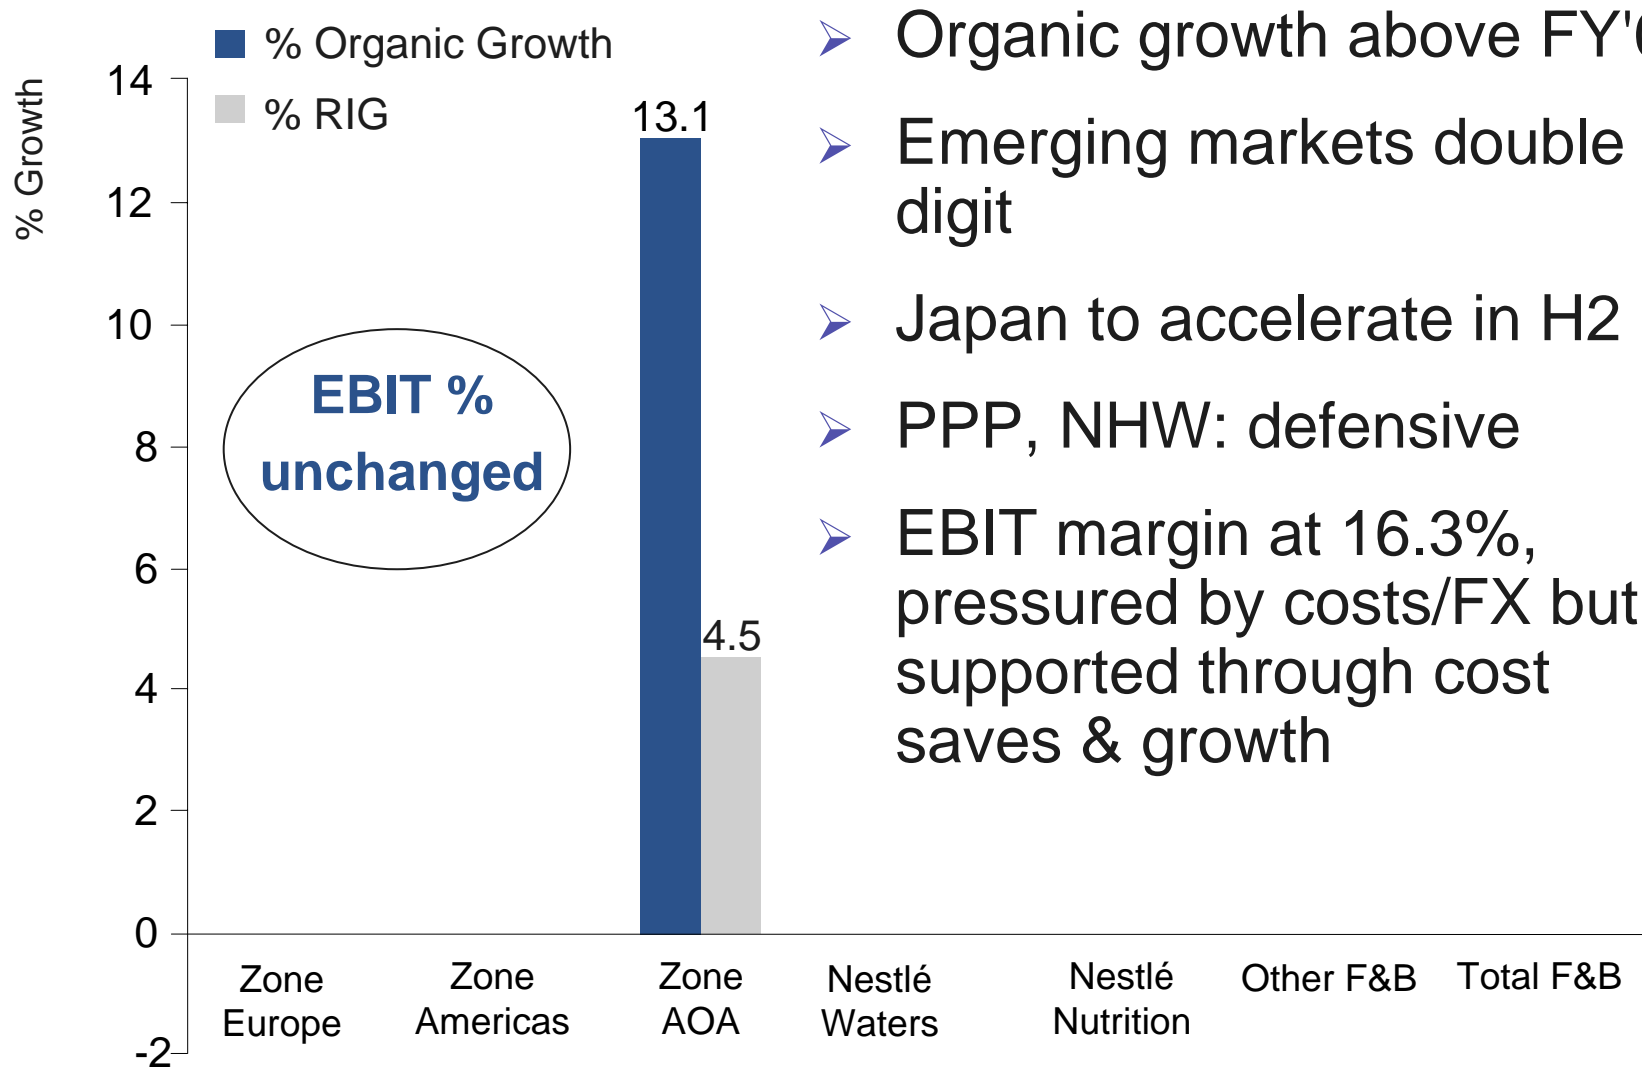 % Organic Growth
% RIG
% Growth
14
12
10
8
6
4
2
0
-2
13.1
4.5
EBIT %
unchanged
Zone
Europe
Zone
Americas
Zone
AOA
Nestlé
Waters
Nestlé
Nutrition
Other F&B
Total F&B
Organic growth above
Emerging markets double
digit
Japan to accelerate in H2
PPP, NHW: defensive
EBIT margin at 16.3%,
pressured by costs/FX but
supported through cost
saves & growth